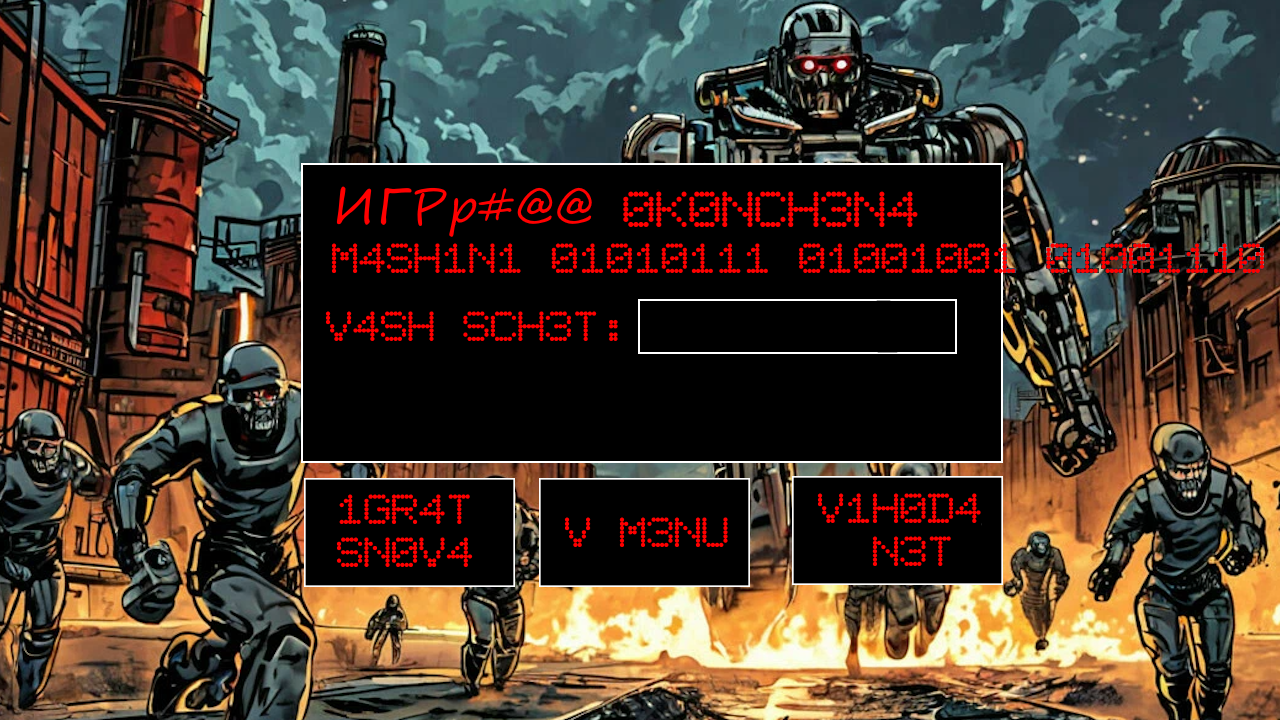 ИГРр#@@ 0K0NCH3N4
M4SH1N1 01010111 01001001 01001110
V4SH SCH3T:
1GR4T
SN0V4
V M3NU
V1H0D4
N3T